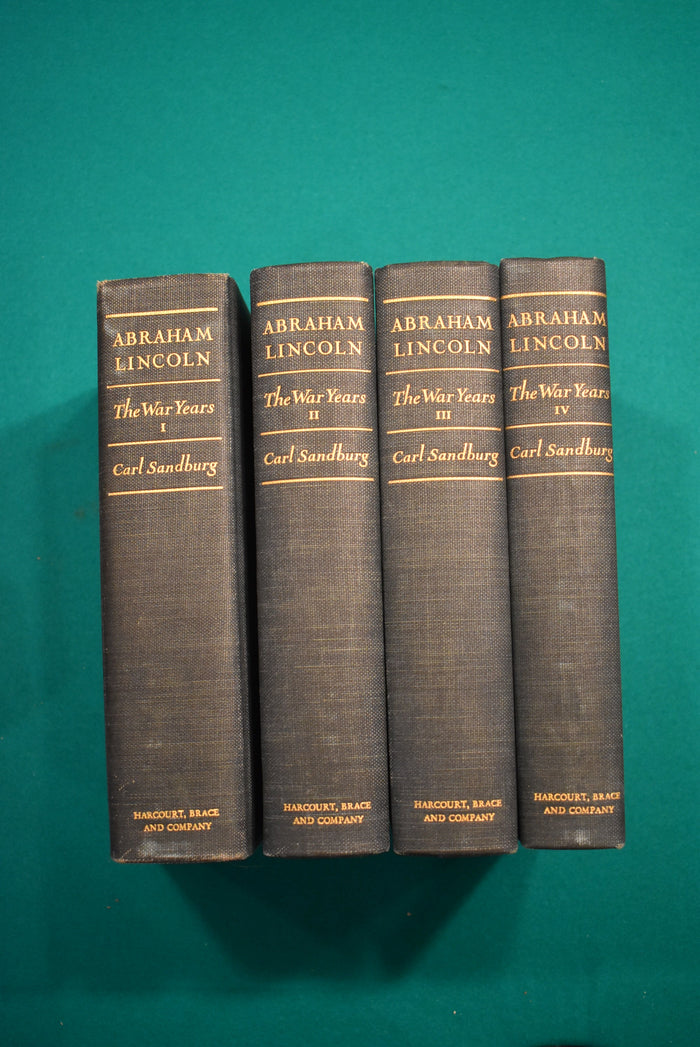 ABRAHAM
LINCOLN
The War Years
I
Carl Sandburg
HARCOURT, BRACE
AND COMPANY
ABRAHAM
LINCOLN
The War Years
II
Carl Sandburg
HARCOURT, BRACE
AND COMPANY
ABRAHAM
LINCOLN
The War Years
III
Carl Sandburg
HARCOURT, BRACE
AND COMPANY
ABRAHAM
LINCOLN
The War Years
IV
Carl Sandburg
HARCOURT, BRACE
AND COMPANY